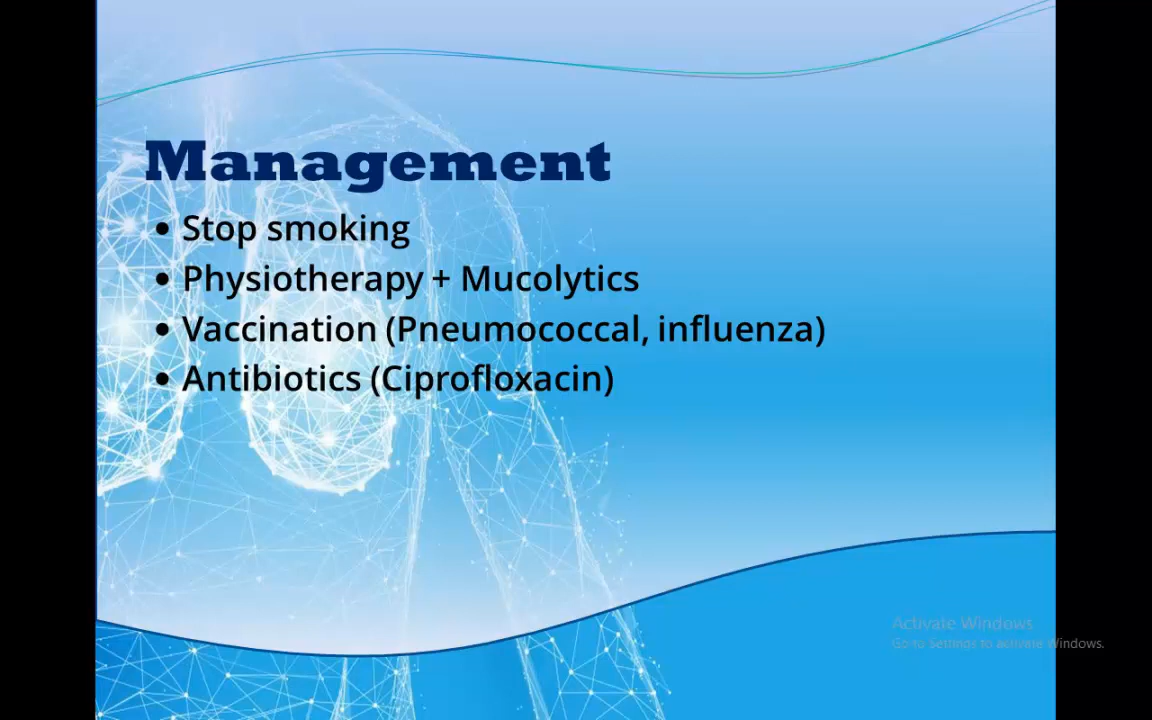 Management
• Stop smoking
• Physiotherapy + Mucolytics
• Vaccination (Pneumococcal, influenza)
• Antibiotics (Ciprofloxacin)
Activate Windows
Go to Settings to activate Windows.